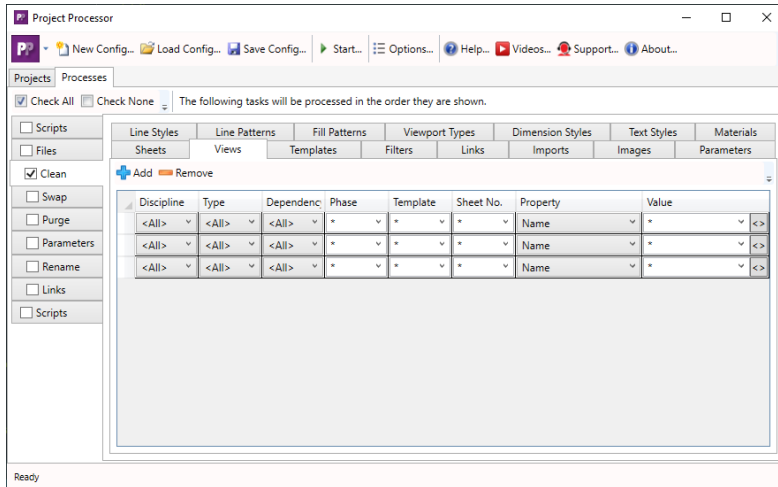 Project Processor
New Config... Load Config... Save Config... Start... Options... Help... Videos... Support... About...
Projects Processes
Check All Check None The following tasks will be processed in the order they are shown.
Scripts
Files
Clean
Swap
Purge
Parameters
Rename
Links
Scripts
Line Styles Line Patterns Fill Patterns Viewport Types Dimension Styles Text Styles Materials
Sheets Views Templates Filters Links Imports Images Parameters
Add Remove
Discipline Type Dependency Phase Template Sheet No. Property Value
<All> <All> <All> * * * Name * <>
<All> <All> <All> * * * Name * <>
<All> <All> <All> * * * Name * <>
Ready